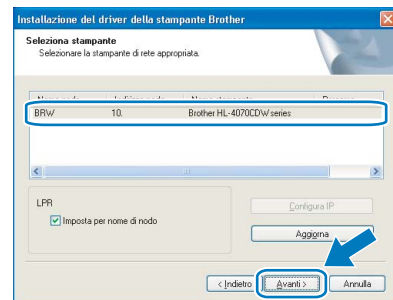 Installazione del driver della stampante Brother
Seleziona stampante
Selezionare la stampante di rete appropriata.
BRW 10. Brother HL-4070CDW series
LPR
Imposta per nome di nodo
Configura IP
Aggiorna
< Indietro Avanti > Annulla